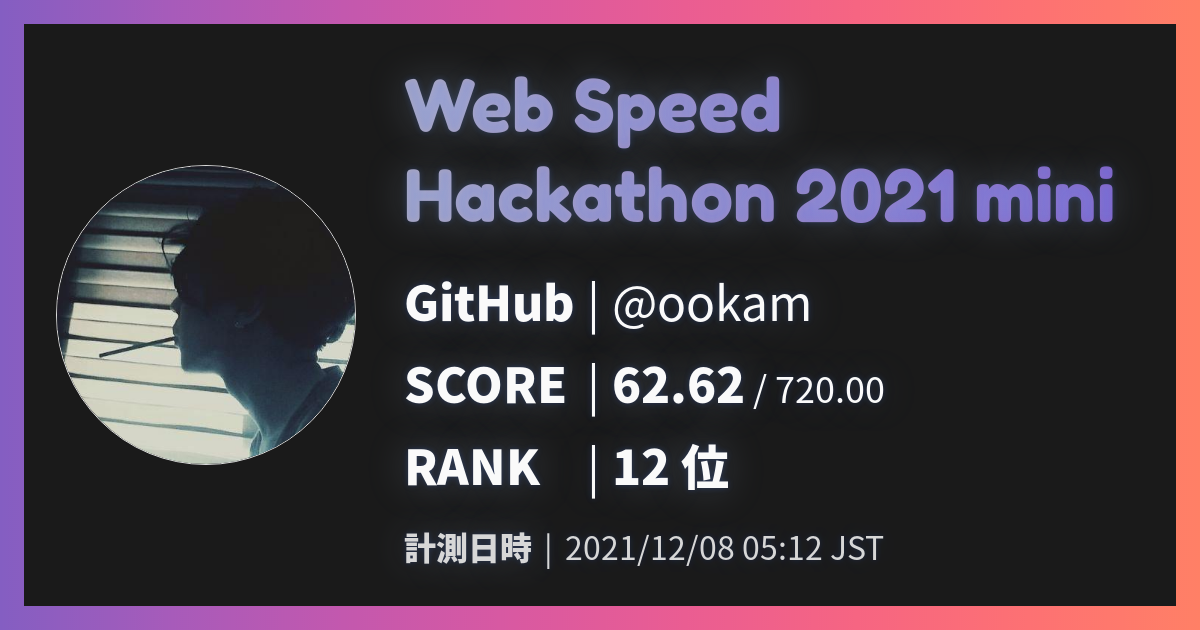 Web Speed
Hackathon 2021 mini
GitHub | @ookam
SCORE | 62.62 / 720.00
RANK | 12 位
計測日時 | 2021/12/08 05:12 JST